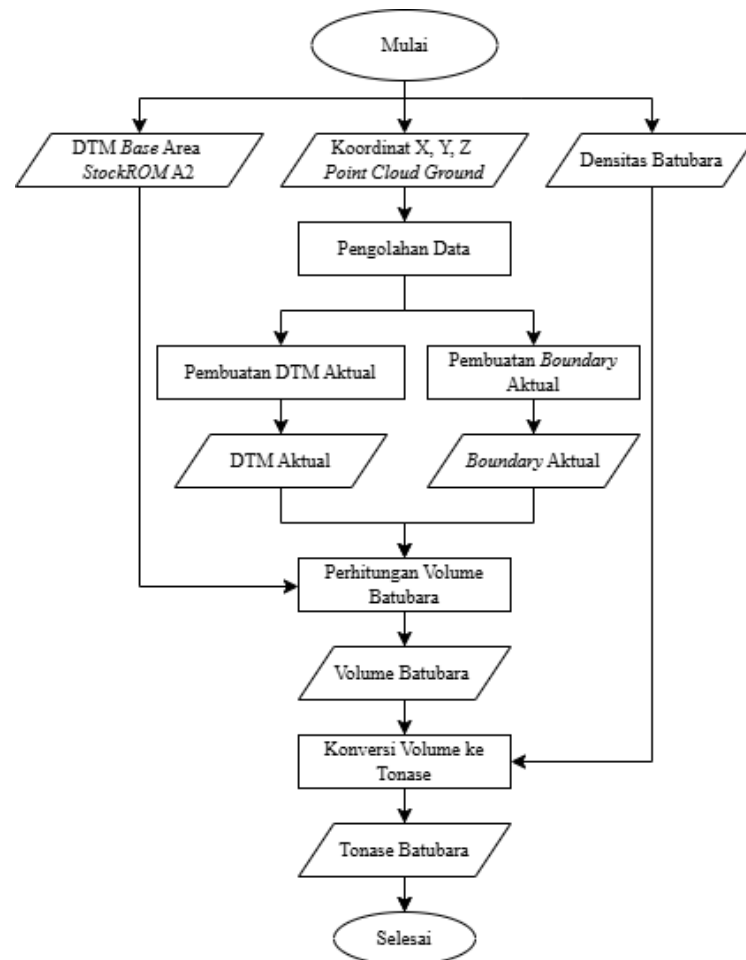 Mulai
DTM Base Area
StockROM A2
Koordinat X, Y, Z
Point Cloud Ground
Densitas Batubara
Pengolahan Data
Pembuatan DTM Aktual
Pembuatan Boundary
Aktual
DTM Aktual
Boundary Aktual
Perhitungan Volume
Batubara
Volume Batubara
Konversi Volume ke
Tonase
Tonase Batubara
Selesai